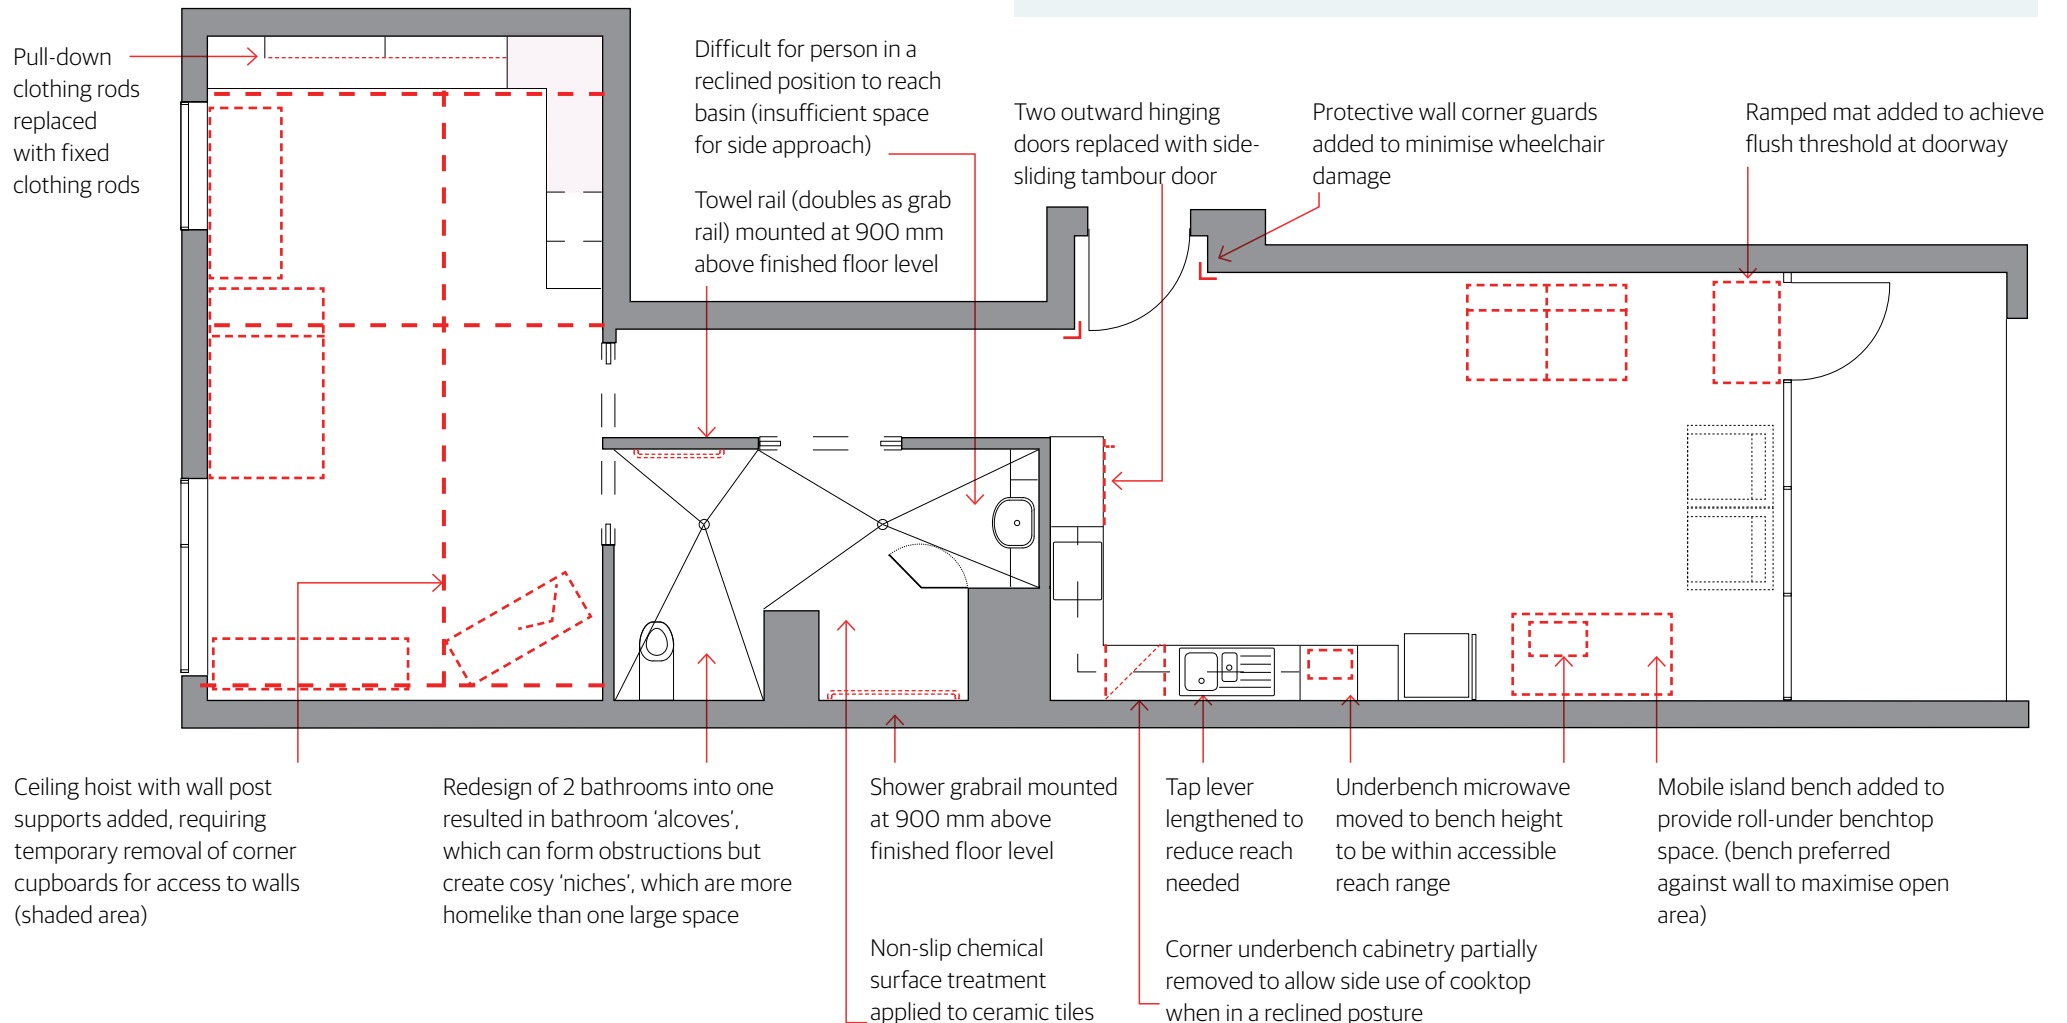 Pull-down
clothing rods
replaced
with fixed
clothing rods
Difficult for person in a
reclined position to reach
basin (insufficient space
for side approach)
Towel rail (doubles as grab
rail) mounted at 900 mm
above finished floor level
Two outward hinging
doors replaced with side-
sliding tambour door
Protective wall corner guards
added to minimise wheelchair
damage
Ramped mat added to achieve
flush threshold at doorway
Ceiling hoist with wall post
supports added, requiring
temporary removal of corner
cupboards for access to walls
(shaded area)
Redesign of 2 bathrooms into one
resulted in bathroom ‘alcoves’,
which can form obstructions but
create cosy ‘niches’, which are more
homelike than one large space
Shower grabrail mounted
at 900 mm above
finished floor level
Non-slip chemical
surface treatment
applied to ceramic tiles
Tap lever
lengthened to
reduce reach
needed
Underbench microwave
moved to bench height
to be within accessible
reach range
Mobile island bench added to
provide roll-under benchtop
space. (bench preferred
against wall to maximise open
area)
Corner underbench cabinetry partially
removed to allow side use of cooktop
when in a reclined posture